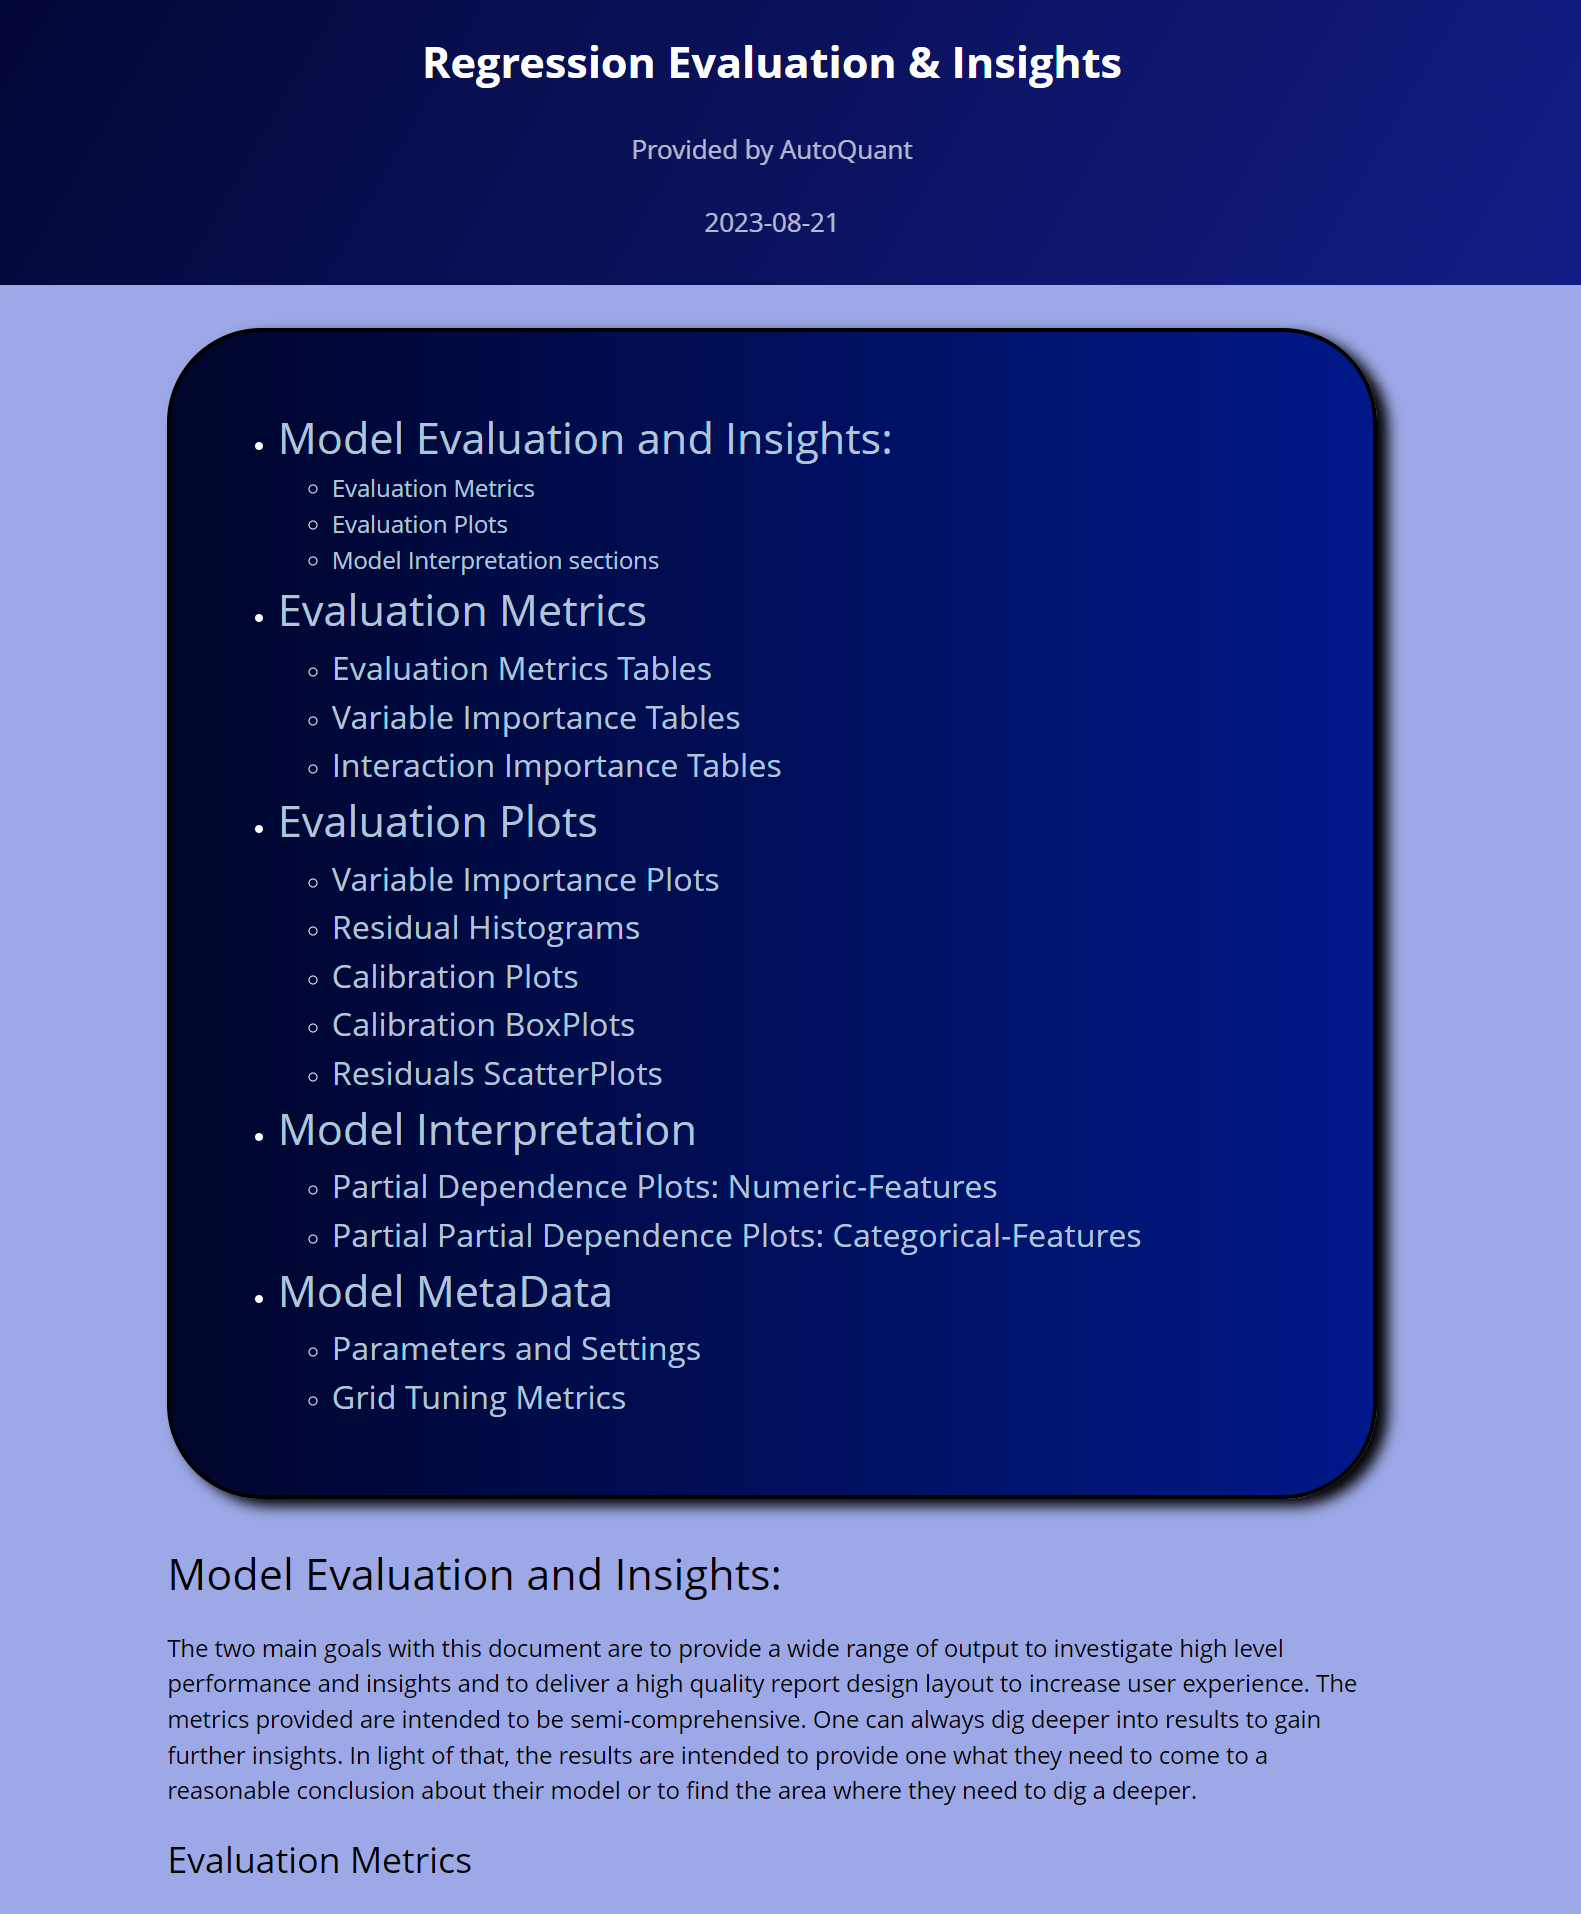 Regression Evaluation & Insights
Provided by AutoQuant
2023-08-21
Model Evaluation and Insights:
Evaluation Metrics
Evaluation Plots
Model Interpretation sections
Evaluation Metrics
Evaluation Metrics Tables
Variable Importance Tables
Interaction Importance Tables
Evaluation Plots
Variable Importance Plots
Residual Histograms
Calibration Plots
Calibration BoxPlots
Residuals ScatterPlots
Model Interpretation
Partial Dependence Plots: Numeric-Features
Partial Partial Dependence Plots: Categorical-Features
Model MetaData
Parameters and Settings
Grid Tuning Metrics
Model Evaluation and Insights:
The two main goals with this document are to provide a wide range of output to investigate high level
performance and insights and to deliver a high quality report design layout to increase user experience. The
metrics provided are intended to be semi-comprehensive. One can always dig deeper into results to gain
further insights. In light of that, the results are intended to provide one what they need to come to a
reasonable conclusion about their model or to find the area where they need to dig a deeper.
Evaluation Metrics